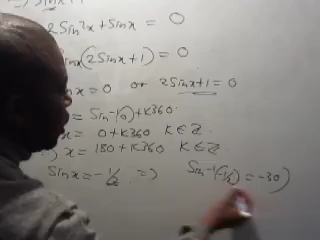 Sinx+1
2Sin²x + Sinx = 0
Sinx(2Sinx+1) = 0
Sinx = 0 or 2Sinx+1 = 0
= Sin⁻¹(0) + K360
x = 0 + K360 K ∈ Z
x = 180 + K360 K ∈ Z
Sinx = -1/2 => Sin⁻¹(-1/2) = -30)